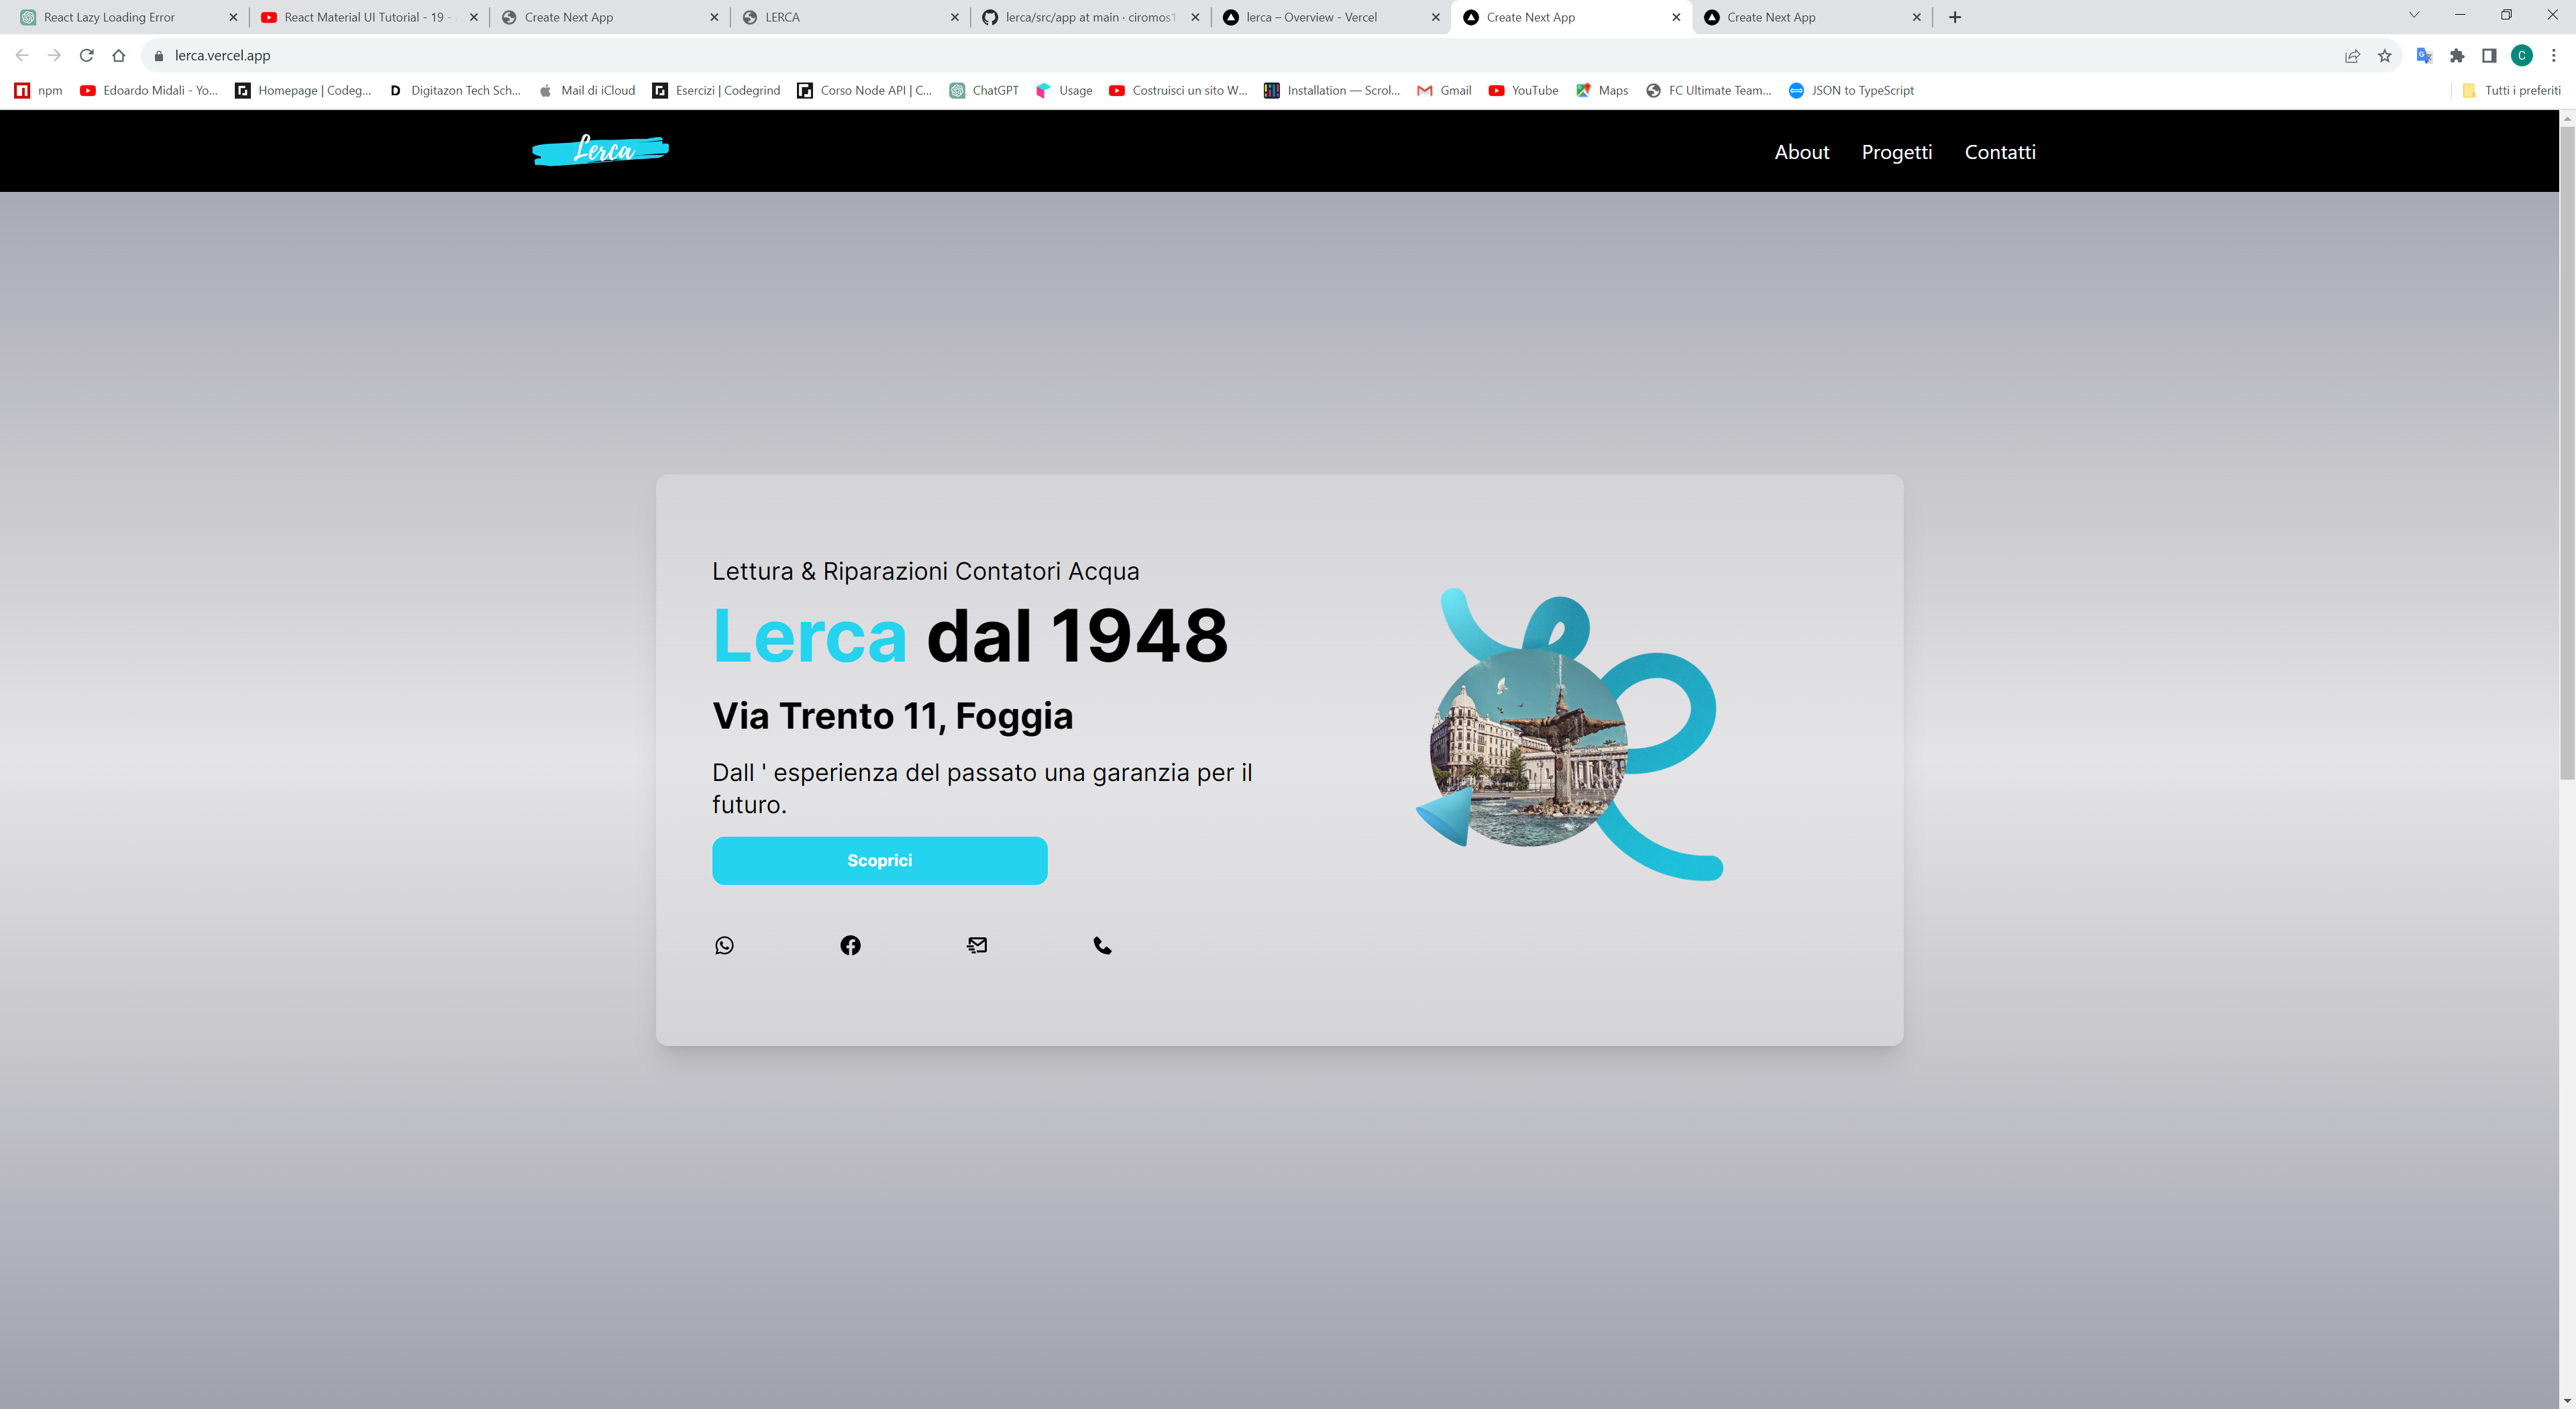 React Lazy Loading Error
React Material UI Tutorial - 19 -
Create Next App
LERCA
lerca/src/app at main · ciromos1
lerca – Overview - Vercel
Create Next App
Create Next App
lerca.vercel.app
C
npm
Edoardo Midali - Yo...
Homepage | Codeg...
Digitazon Tech Sch...
Mail di iCloud
Esercizi | Codegrind
Corso Node API | C...
ChatGPT
Usage
Costruisci un sito W...
Installation — Scrol...
Gmail
YouTube
Maps
FC Ultimate Team...
JSON to TypeScript
Tutti i preferiti
Lerca
About
Progetti
Contatti
Lettura & Riparazioni Contatori Acqua
Lerca dal 1948
Via Trento 11, Foggia
Dall ' esperienza del passato una garanzia per il
futuro.
Scoprici